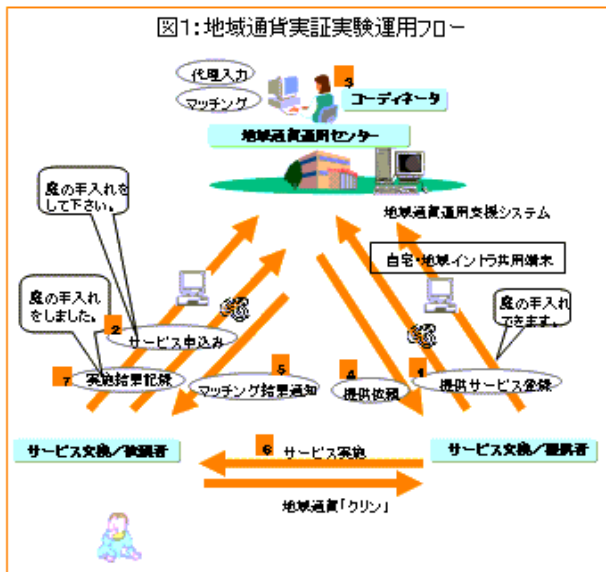 図1:地域通貨実証実験運用フロー
代理入力
マッチング
3
コーディネータ
地域通貨運用センター
地域通貨運用支援システム
自宅・地域イントラ共用端末
庭の手入れを
して下さい。
庭の手入れ
をしました。
庭の手入れ
できます。
2
サービス申込み
7
実施結果記録
5
マッチング結果通知
4
提供依頼
1
提供サービス登録
サービス交換/依頼者
6
サービス実施
サービス交換/提供者
地域通貨「クリン」